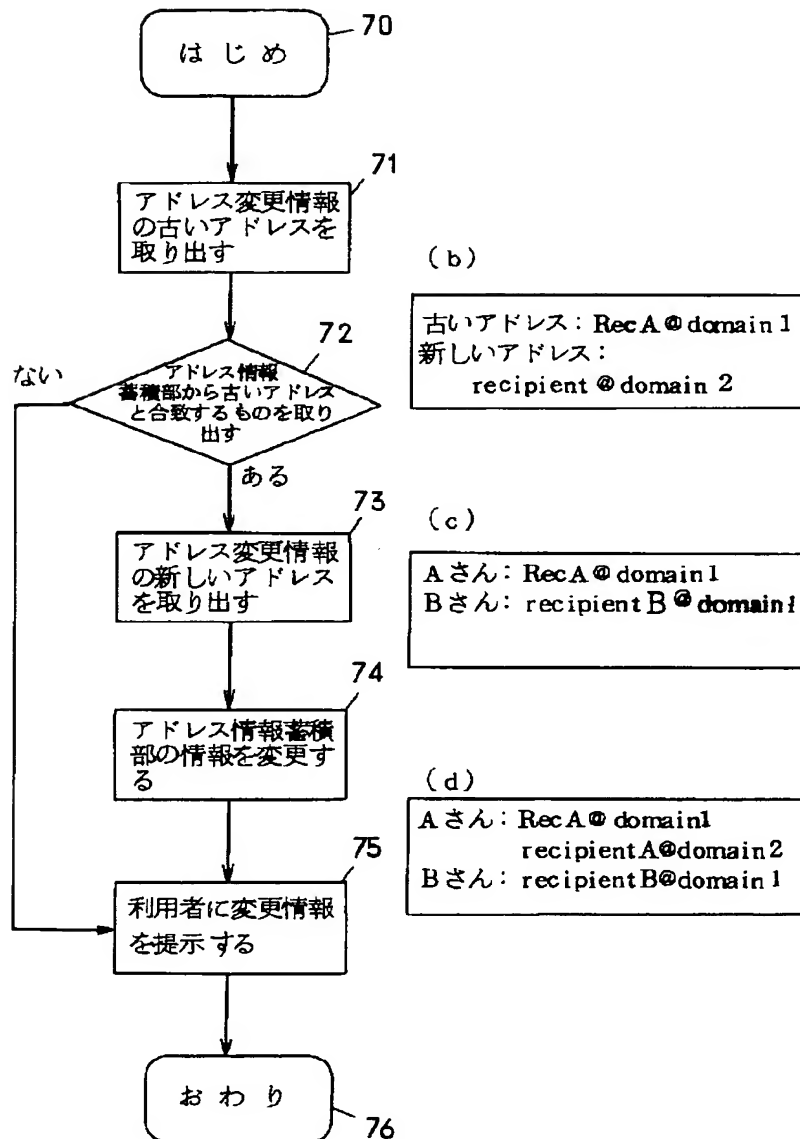 70
はじめ
71
アドレス変更情報
の古いアドレスを
取り出す
72
ない
アドレス情報
蓄積部から古いアドレス
と合致するものを取り
出す
ある
73
アドレス変更情報
の新しいアドレス
を取り出す
74
アドレス情報蓄積
部の情報を変更す
る
75
利用者に変更情報
を提示する
おわり
76
(b)
古いアドレス: RecA@domain1
新しいアドレス:
recipient@domain2
(c)
Aさん: RecA@domain1
Bさん: recipientB@domain1
(d)
Aさん: RecA@domain1
recipientA@domain2
Bさん: recipientB@domain1